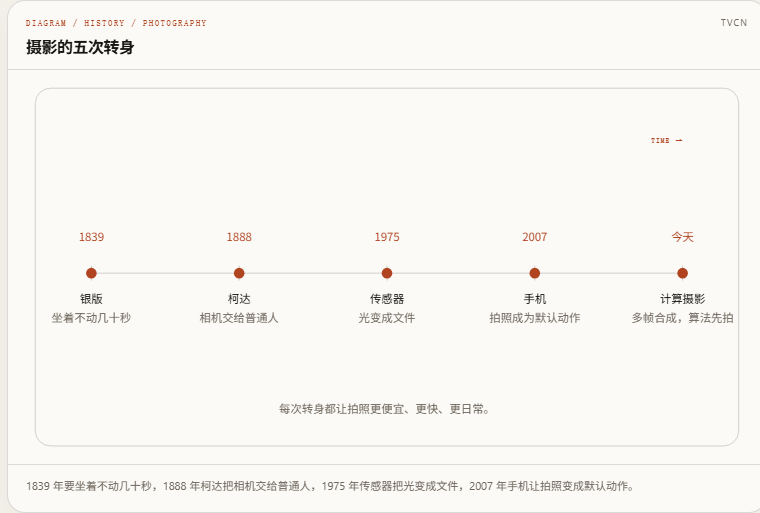 DIAGRAM / HISTORY / PHOTOGRAPHY
TVCN
摄影的五次转身
TIME →
1839
1888
1975
2007
今天
银版
柯达
传感器
手机
计算摄影
坐着不动几十秒
相机交给普通人
光变成文件
拍照成为默认动作
多帧合成，算法先拍
每次转身都让拍照更便宜、更快、更日常。
1839 年要坐着不动几十秒，1888 年柯达把相机交给普通人，1975 年传感器把光变成文件，2007 年手机让拍照变成默认动作。